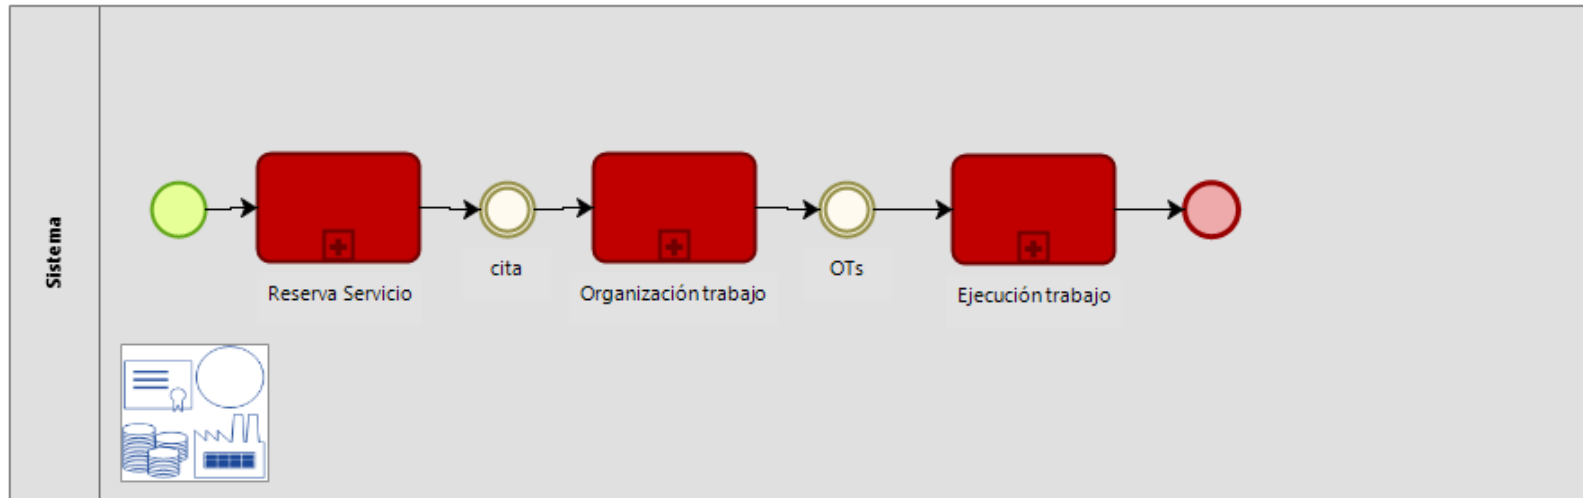 Sistema
Reserva Servicio
cita
Organización trabajo
OTs
Ejecución trabajo